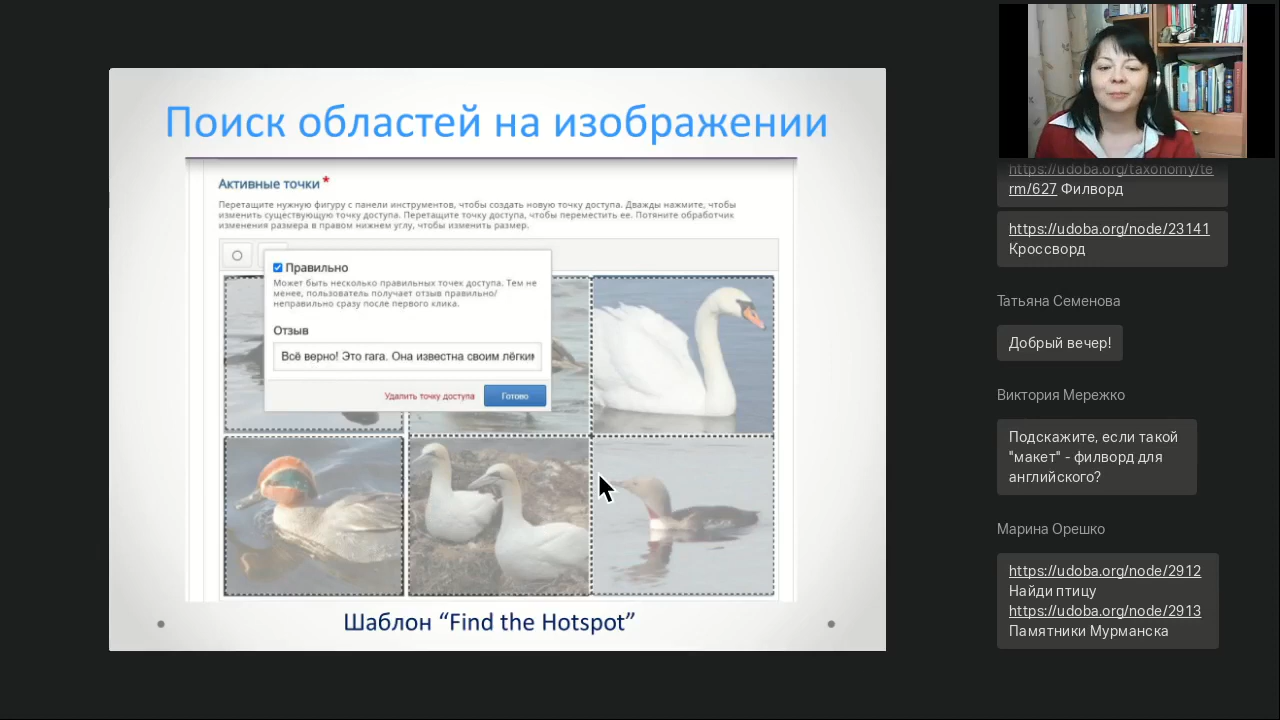 Поиск областей на изображении
Активные точки *
Перетащите нужную фигуру с панели инструментов, чтобы создать новую точку доступа. Дважды нажмите, чтобы
изменить существующую точку доступа. Перетащите точку доступа, чтобы переместить ее. Потяните обработчик
изменения размера в правом нижнем углу, чтобы изменить размер.
Правильно
Может быть несколько правильных точек доступа. Тем не
менее, пользователь получает отзыв правильно/
неправильно сразу после первого клика.
Отзыв
Всё верно! Это гага. Она известна своим лёгким
Удалить точку доступа
Готово
Шаблон “Find the Hotspot”
https://udoba.org/taxonomy/te
rm/627 Филворд
https://udoba.org/node/23141
Кроссворд
Татьяна Семенова
Добрый вечер!
Виктория Мережко
Подскажите, если такой
"макет" - филворд для
английского?
Марина Орешко
https://udoba.org/node/2912
Найди птицу
https://udoba.org/node/2913
Памятники Мурманска